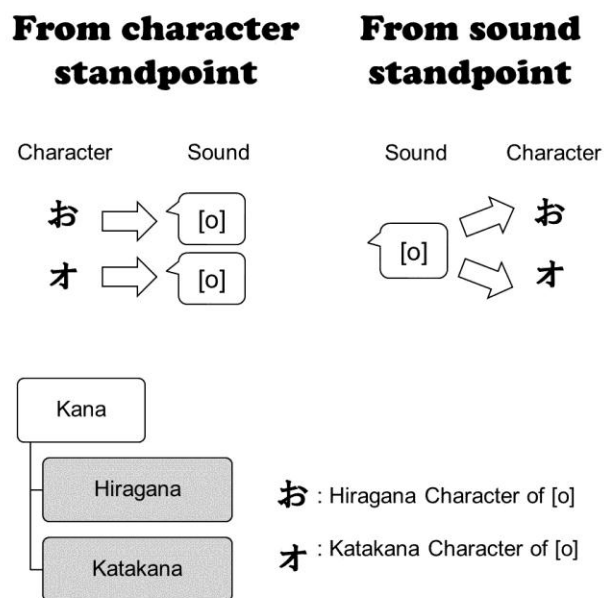 From character
standpoint
Character Sound
お [o]
オ [o]
From sound
standpoint
Sound Character
[o]
お
オ
Kana
Hiragana
Katakana
お : Hiragana Character of [o]
オ : Katakana Character of [o]